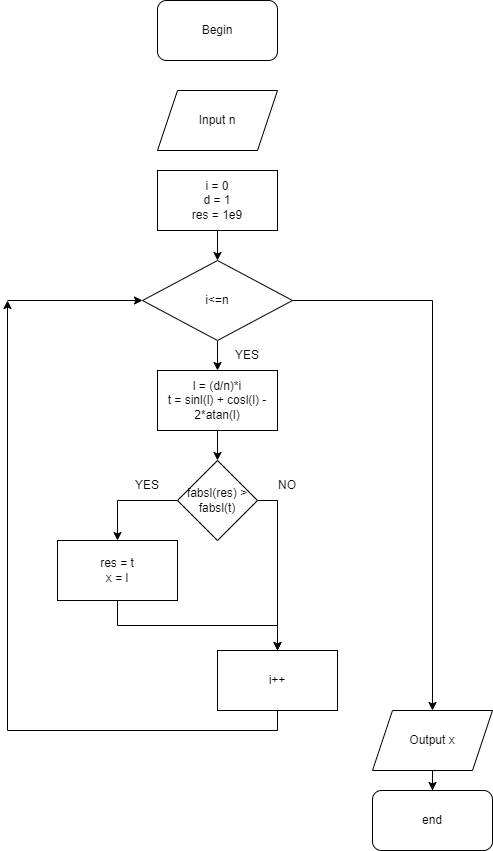 Begin
Input n
i = 0
d = 1
res = 1e9
i<=n
YES
l = (d/n)*i
t = sinl(l) + cosl(l) -
2*atan(l)
YES
NO
fabsl(res) >
fabsl(t)
res = t
x = l
i++
Output x
end